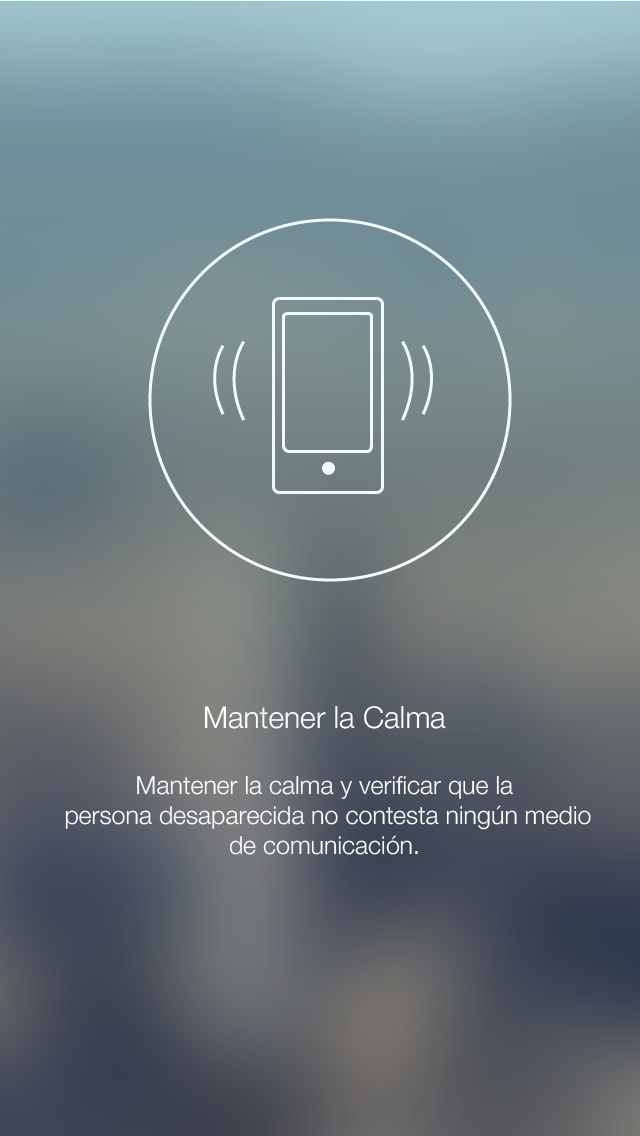 Mantener la Calma
Mantener la calma y verificar que la
persona desaparecida no contesta ningún medio
de comunicación.